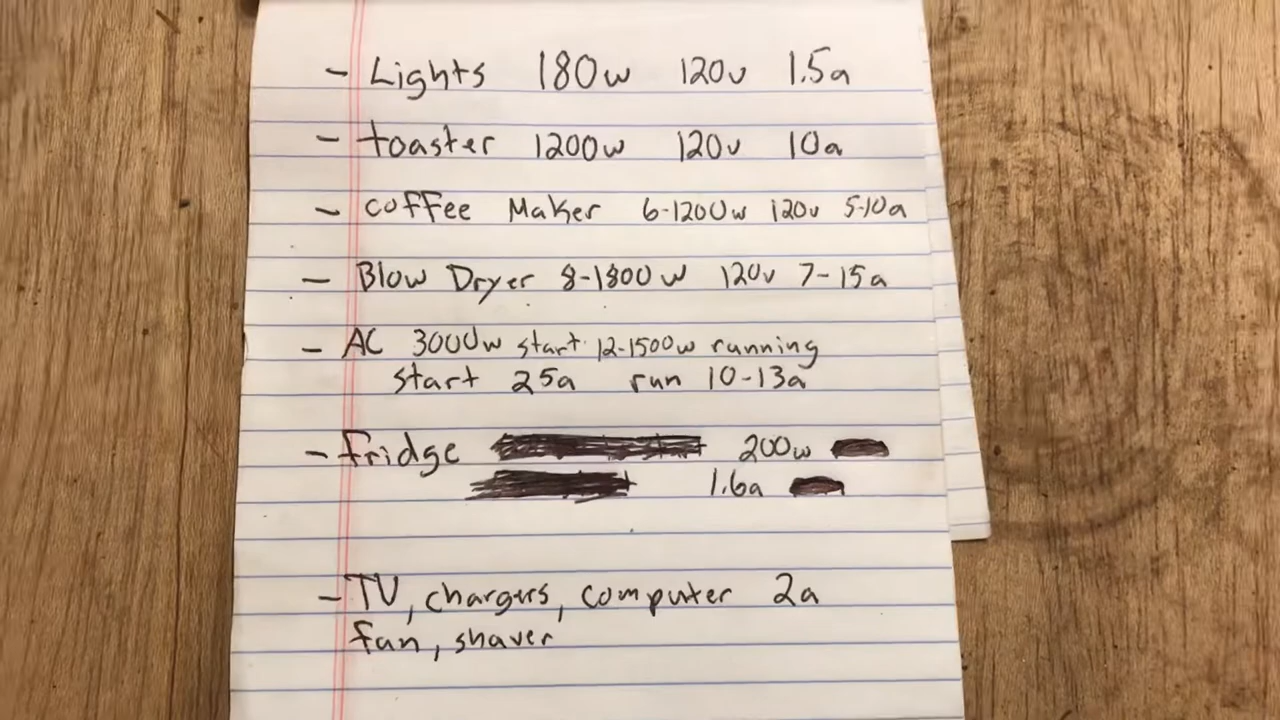 - Lights 180w 120v 1.5a
- toaster 1200w 120v 10a
- coffee Maker 6-1200w 120v 5-10a
- Blow Dryer 8-1800w 120v 7-15a
- AC 3000w start 12-1500w running
start 25a run 10-13a
- fridge 200w
1.6a
- TV, chargers, computer 2a
fan, shaver